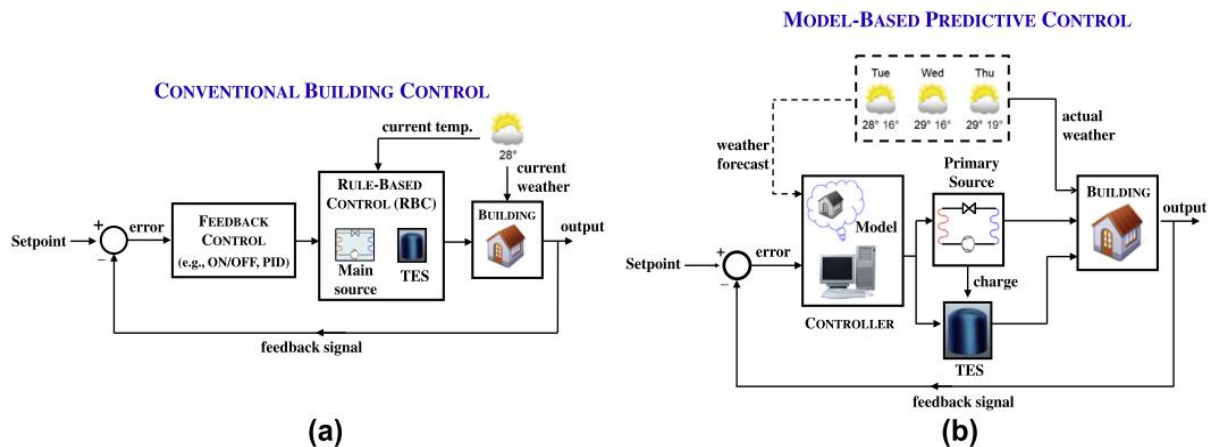 CONVENTIONAL BUILDING CONTROL
current temp.
28°
current
weather
RULE-BASED
CONTROL (RBC)
Main
source
TES
FEEDBACK
CONTROL
(e.g., ON/OFF, PID)
BUILDING
Setpoint
+
−
error
output
feedback signal
(a)
MODEL-BASED PREDICTIVE CONTROL
Tue Wed Thu
28° 16° 29° 16° 29° 19°
weather
forecast
actual
weather
Primary
Source
Model
BUILDING
Setpoint
+
−
error
output
charge
CONTROLLER
TES
feedback signal
(b)